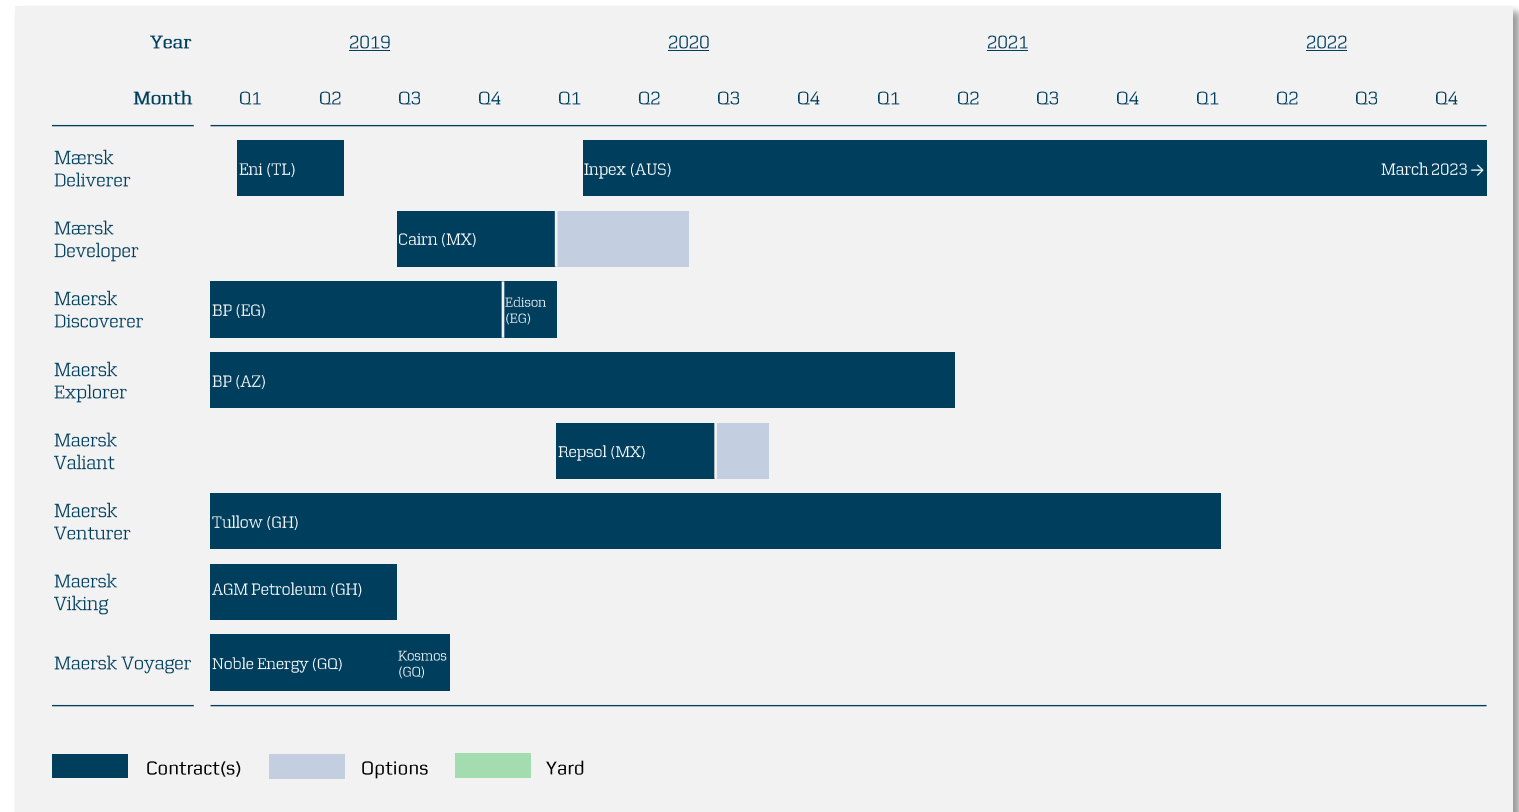 Year 2019 2020 2021 2022
Month Q1 Q2 Q3 Q4 Q1 Q2 Q3 Q4 Q1 Q2 Q3 Q4 Q1 Q2 Q3 Q4
Mærsk
Deliverer
Eni (TL) Inpex (AUS) March 2023→
Mærsk
Developer
Cairn (MX)
Maersk
Discoverer
BP (EG)
Edison
(EG)
Maersk
Explorer
BP (AZ)
Maersk
Valiant
Repsol (MX)
Maersk
Venturer
Tullow (GH)
Maersk
Viking
AGM Petroleum (GH)
Maersk Voyager
Noble Energy (GQ)
Kosmos
(GQ)
Contract(s) Options Yard